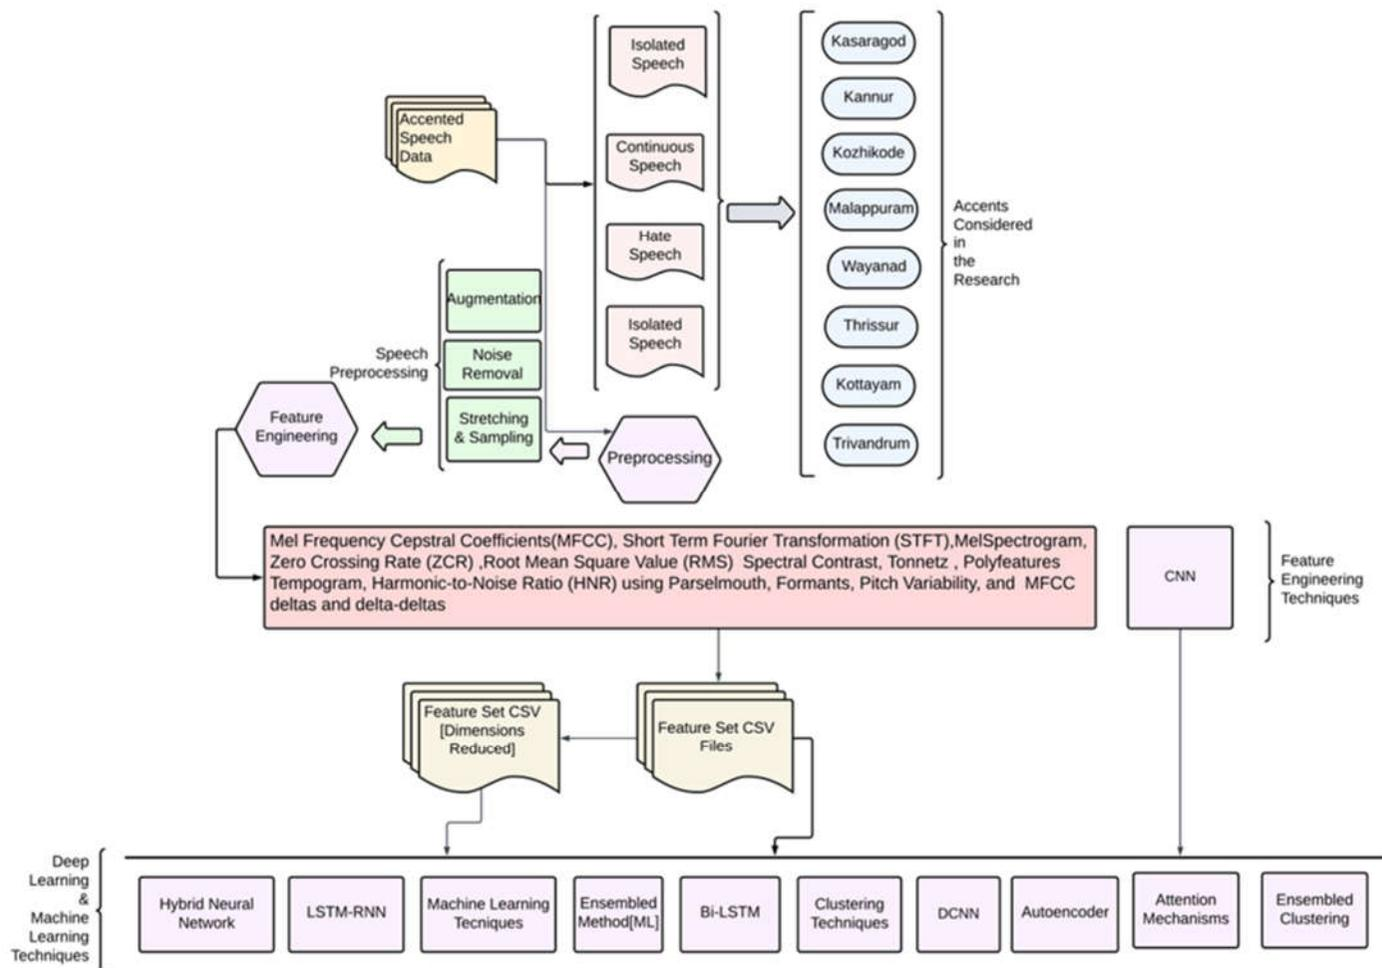 Accented
Speech
Data
Isolated
Speech
Continuous
Speech
Hate
Speech
Isolated
Speech
Kasaragod
Kannur
Kozhikode
Malappuram
Wayanad
Thrissur
Kottayam
Trivandrum
Accents
Considered
in
the
Research
Augmentation
Noise
Removal
Stretching
& Sampling
Speech
Preprocessing
Preprocessing
Feature
Engineering
Mel Frequency Cepstral Coefficients(MFCC), Short Term Fourier Transformation (STFT),MelSpectrogram,
Zero Crossing Rate (ZCR) ,Root Mean Square Value (RMS) Spectral Contrast, Tonnetz , Polyfeatures
Tempogram, Harmonic-to-Noise Ratio (HNR) using Parselmouth, Formants, Pitch Variability, and MFCC
deltas and delta-deltas
CNN
Feature
Engineering
Techniques
Feature Set CSV
[Dimensions
Reduced]
Feature Set CSV
Files
Deep
Learning
&
Machine
Learning
Techniques
Hybrid Neural
Network
LSTM-RNN
Machine Learning
Tecniques
Ensembled
Method[ML]
Bi-LSTM
Clustering
Techniques
DCNN
Autoencoder
Attention
Mechanisms
Ensembled
Clustering